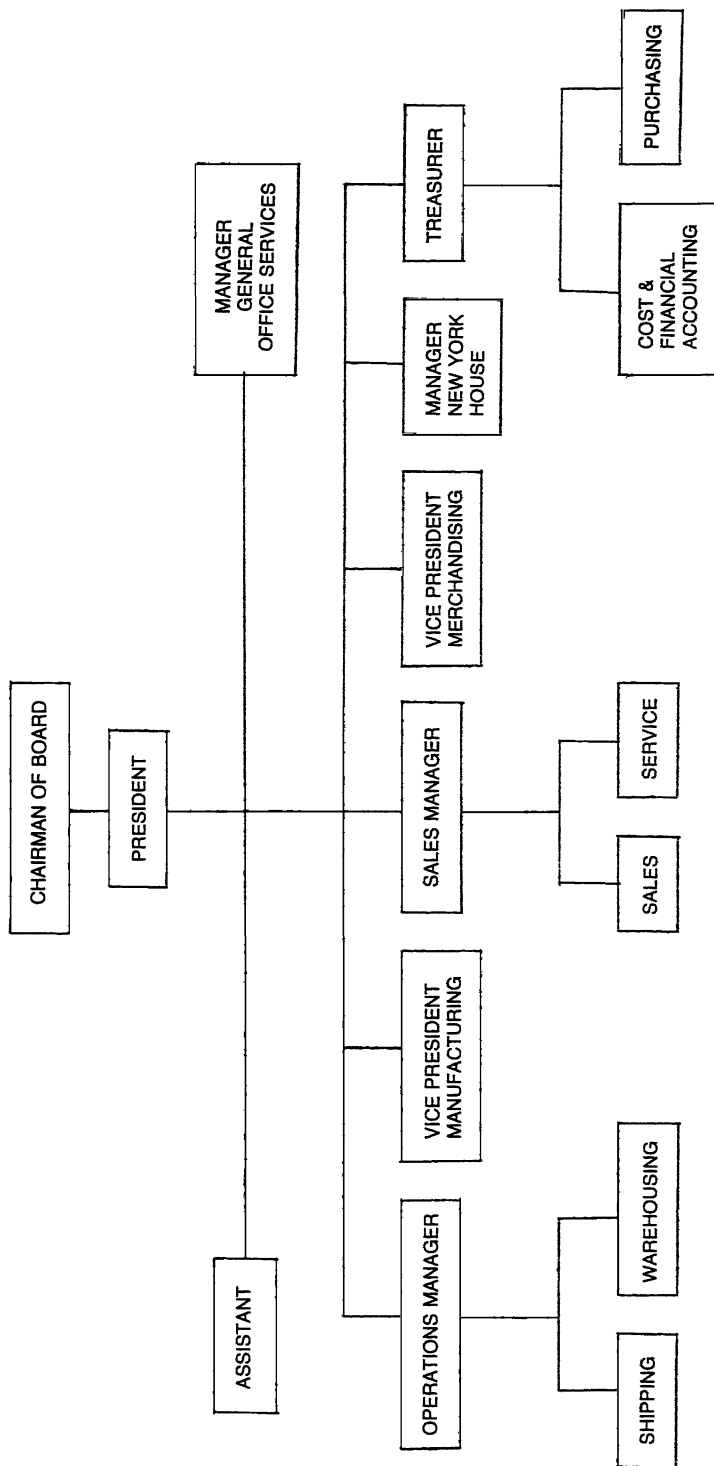 CHAIRMAN OF BOARD
PRESIDENT
ASSISTANT
MANAGER
GENERAL
OFFICE SERVICES
OPERATIONS MANAGER
VICE PRESIDENT
MANUFACTURING
SALES MANAGER
VICE PRESIDENT
MERCHANDISING
MANAGER
NEW YORK
HOUSE
TREASURER
SHIPPING
WAREHOUSING
SALES
SERVICE
COST &
FINANCIAL
ACCOUNTING
PURCHASING